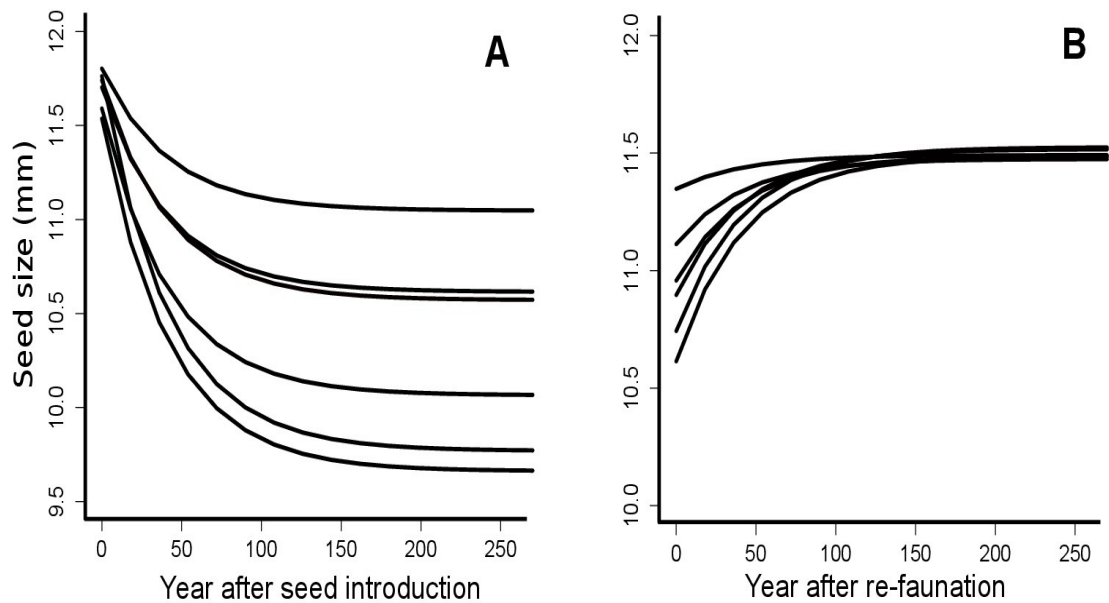 A
Seed size (mm)
12.0
11.5
11.0
10.5
10.0
9.5
0 50 100 150 200 250
Year after seed introduction
B
12.0
11.5
11.0
10.5
10.0
0 50 100 150 200 250
Year after re-faunation